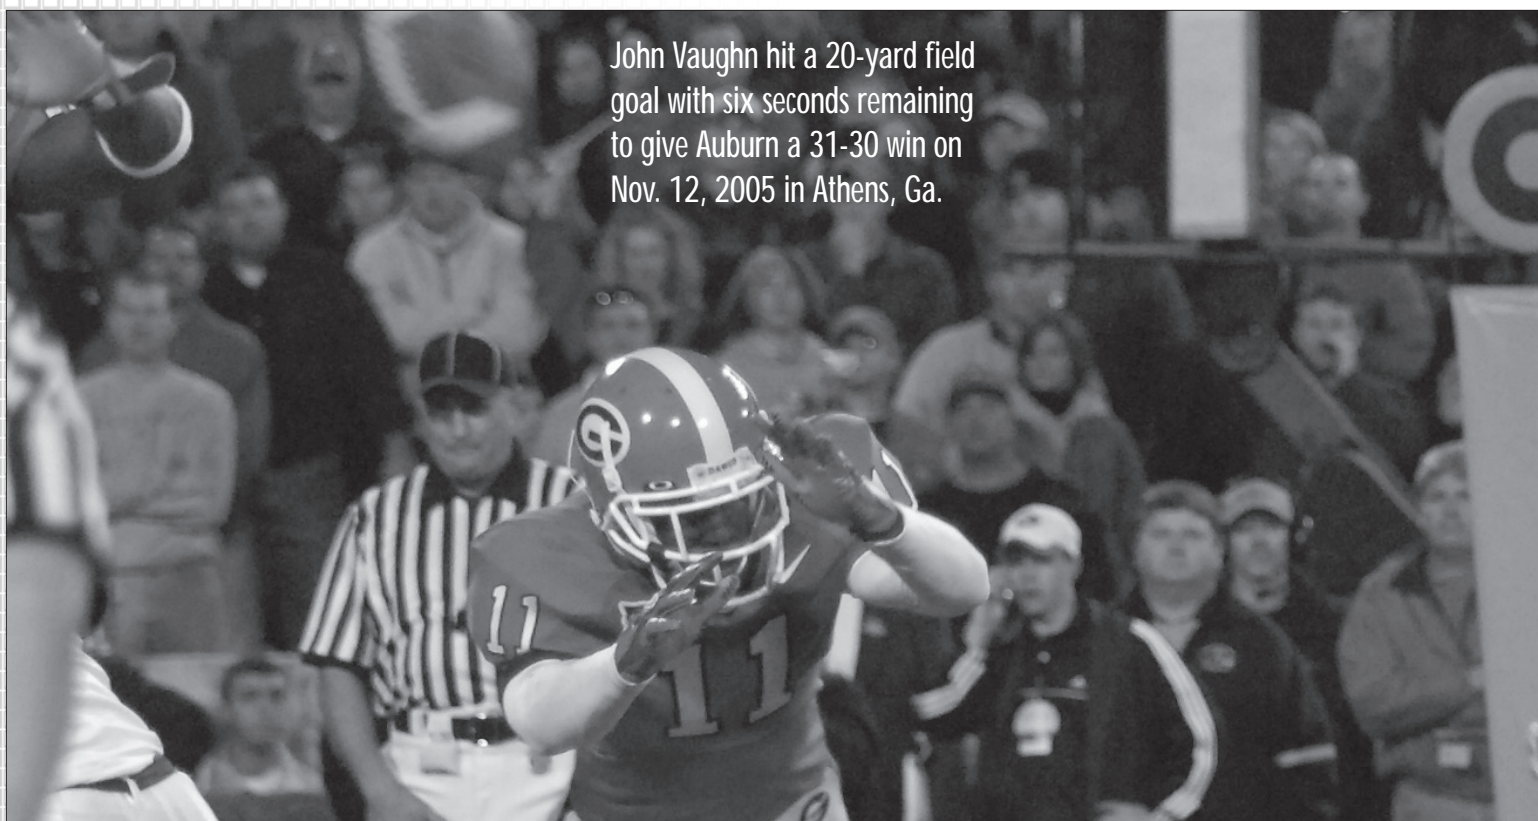 John Vaughn hit a 20-yard field
goal with six seconds remaining
to give Auburn a 31-30 win on
Nov. 12, 2005 in Athens, Ga.
G
11
11